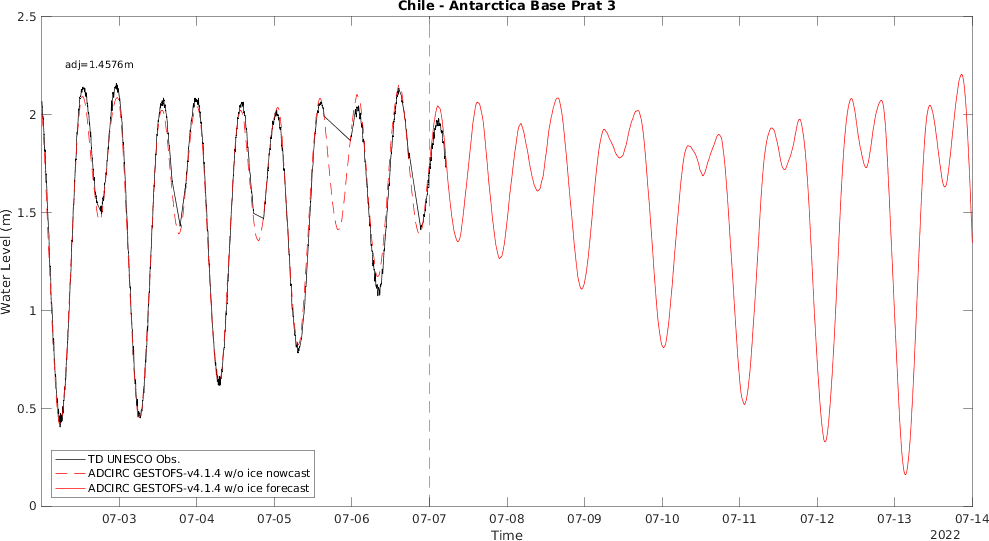 Chile - Antarctica Base Prat 3
adj=1.4576m
2.5
2
1.5
1
0.5
0
Water Level (m)
TD UNESCO Obs.
ADCIRC GESTOFS-v4.1.4 w/o ice nowcast
ADCIRC GESTOFS-v4.1.4 w/o ice forecast
07-03 07-04 07-05 07-06 07-07 07-08 07-09 07-10 07-11 07-12 07-13 07-14
Time
2022